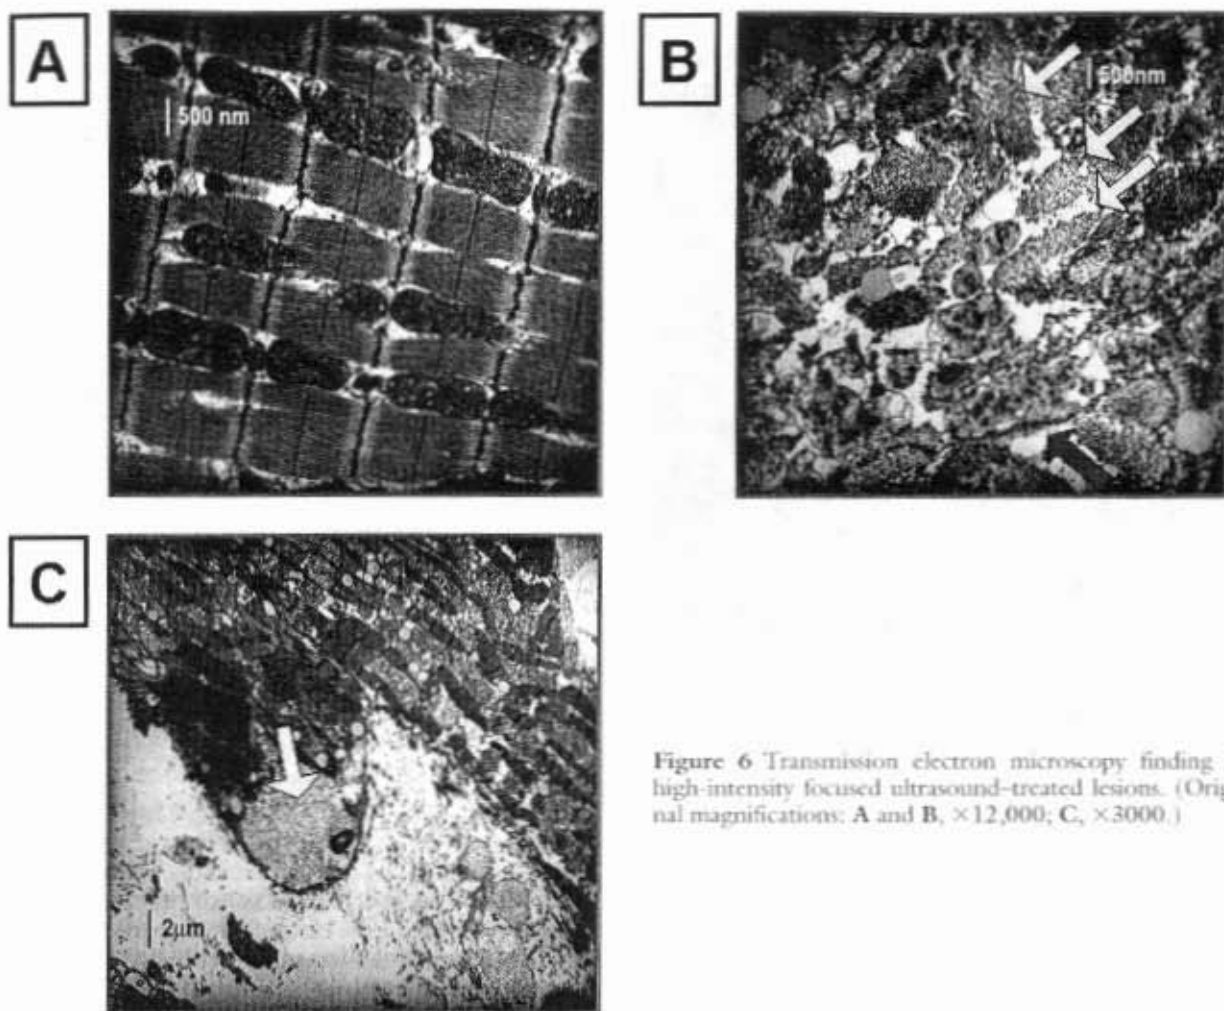 A
500 nm
B
500nm
C
2μm
Figure 6 Transmission electron microscopy finding
high-intensity focused ultrasound–treated lesions. (Orig
nal magnifications: A and B, ×12,000; C, ×3000.)